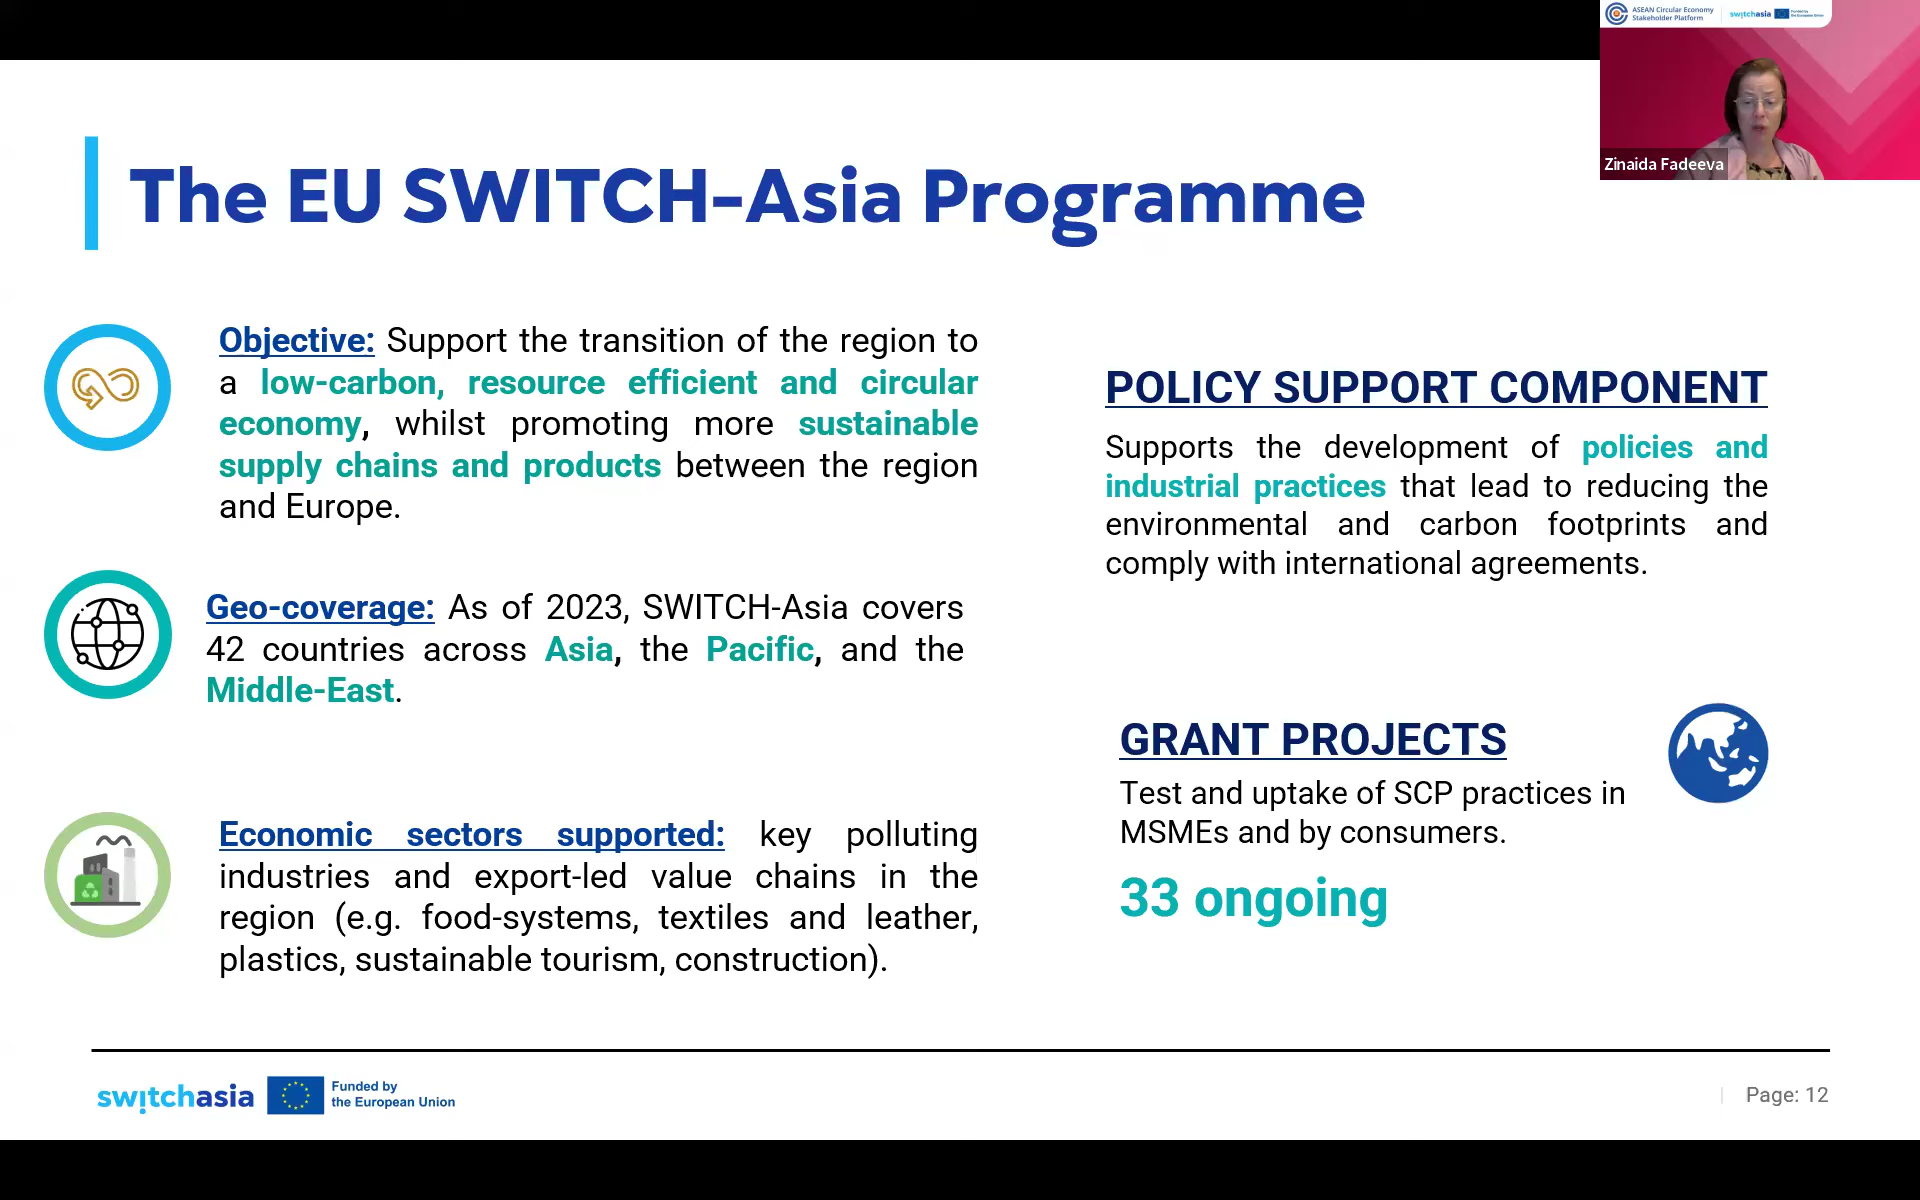 ASEAN Circular Economy
Stakeholder Platform
switchasia
Funded by
the European Union
Zinaida Fadeeva
The EU SWITCH-Asia Programme
Objective: Support the transition of the region to
a low-carbon, resource efficient and circular
economy, whilst promoting more sustainable
supply chains and products between the region
and Europe.
Geo-coverage: As of 2023, SWITCH-Asia covers
42 countries across Asia, the Pacific, and the
Middle-East.
Economic sectors supported: key polluting
industries and export-led value chains in the
region (e.g. food-systems, textiles and leather,
plastics, sustainable tourism, construction).
POLICY SUPPORT COMPONENT
Supports the development of policies and
industrial practices that lead to reducing the
environmental and carbon footprints and
comply with international agreements.
GRANT PROJECTS
Test and uptake of SCP practices in
MSMEs and by consumers.
33 ongoing
switchasia
Funded by
the European Union
Page: 12